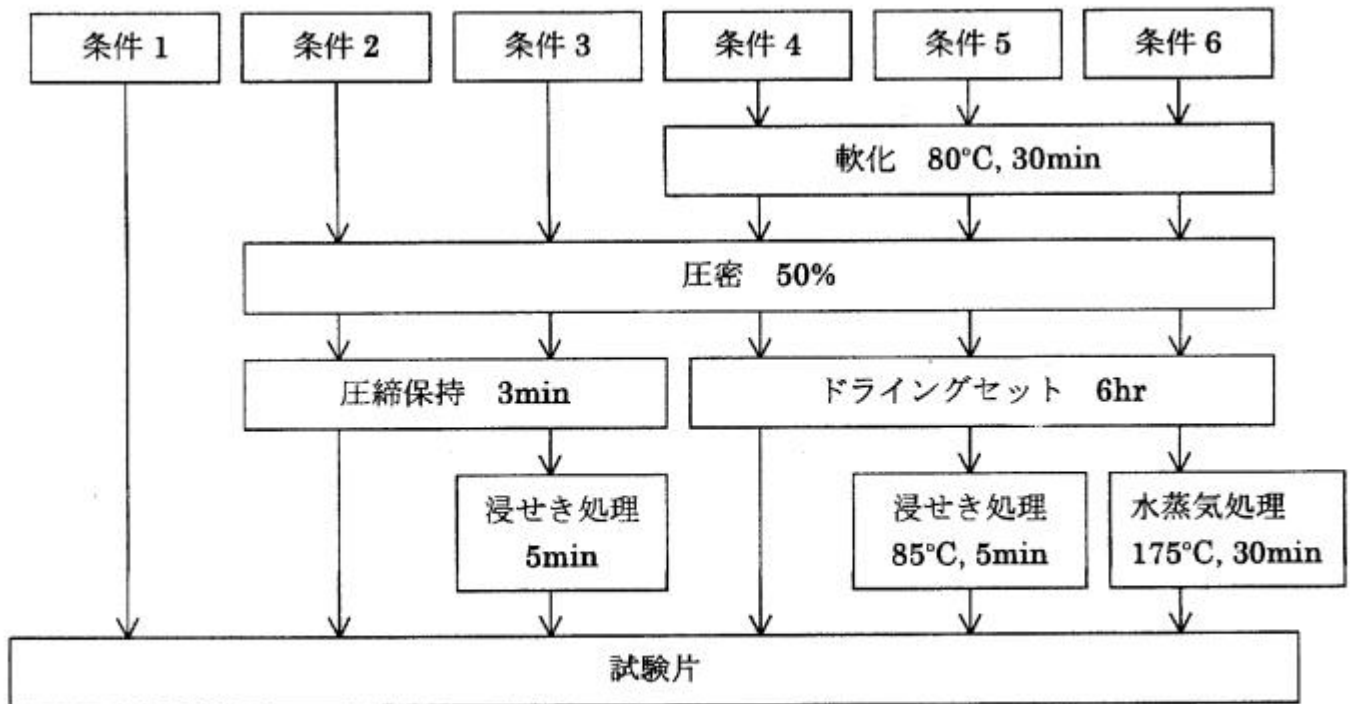 条件 1
条件 2
条件 3
条件 4
条件 5
条件 6
軟化　80°C, 30min
圧密　50%
圧締保持　3min
ドライングセット　6hr
浸せき処理
5min
浸せき処理
85°C, 5min
水蒸気処理
175°C, 30min
試験片